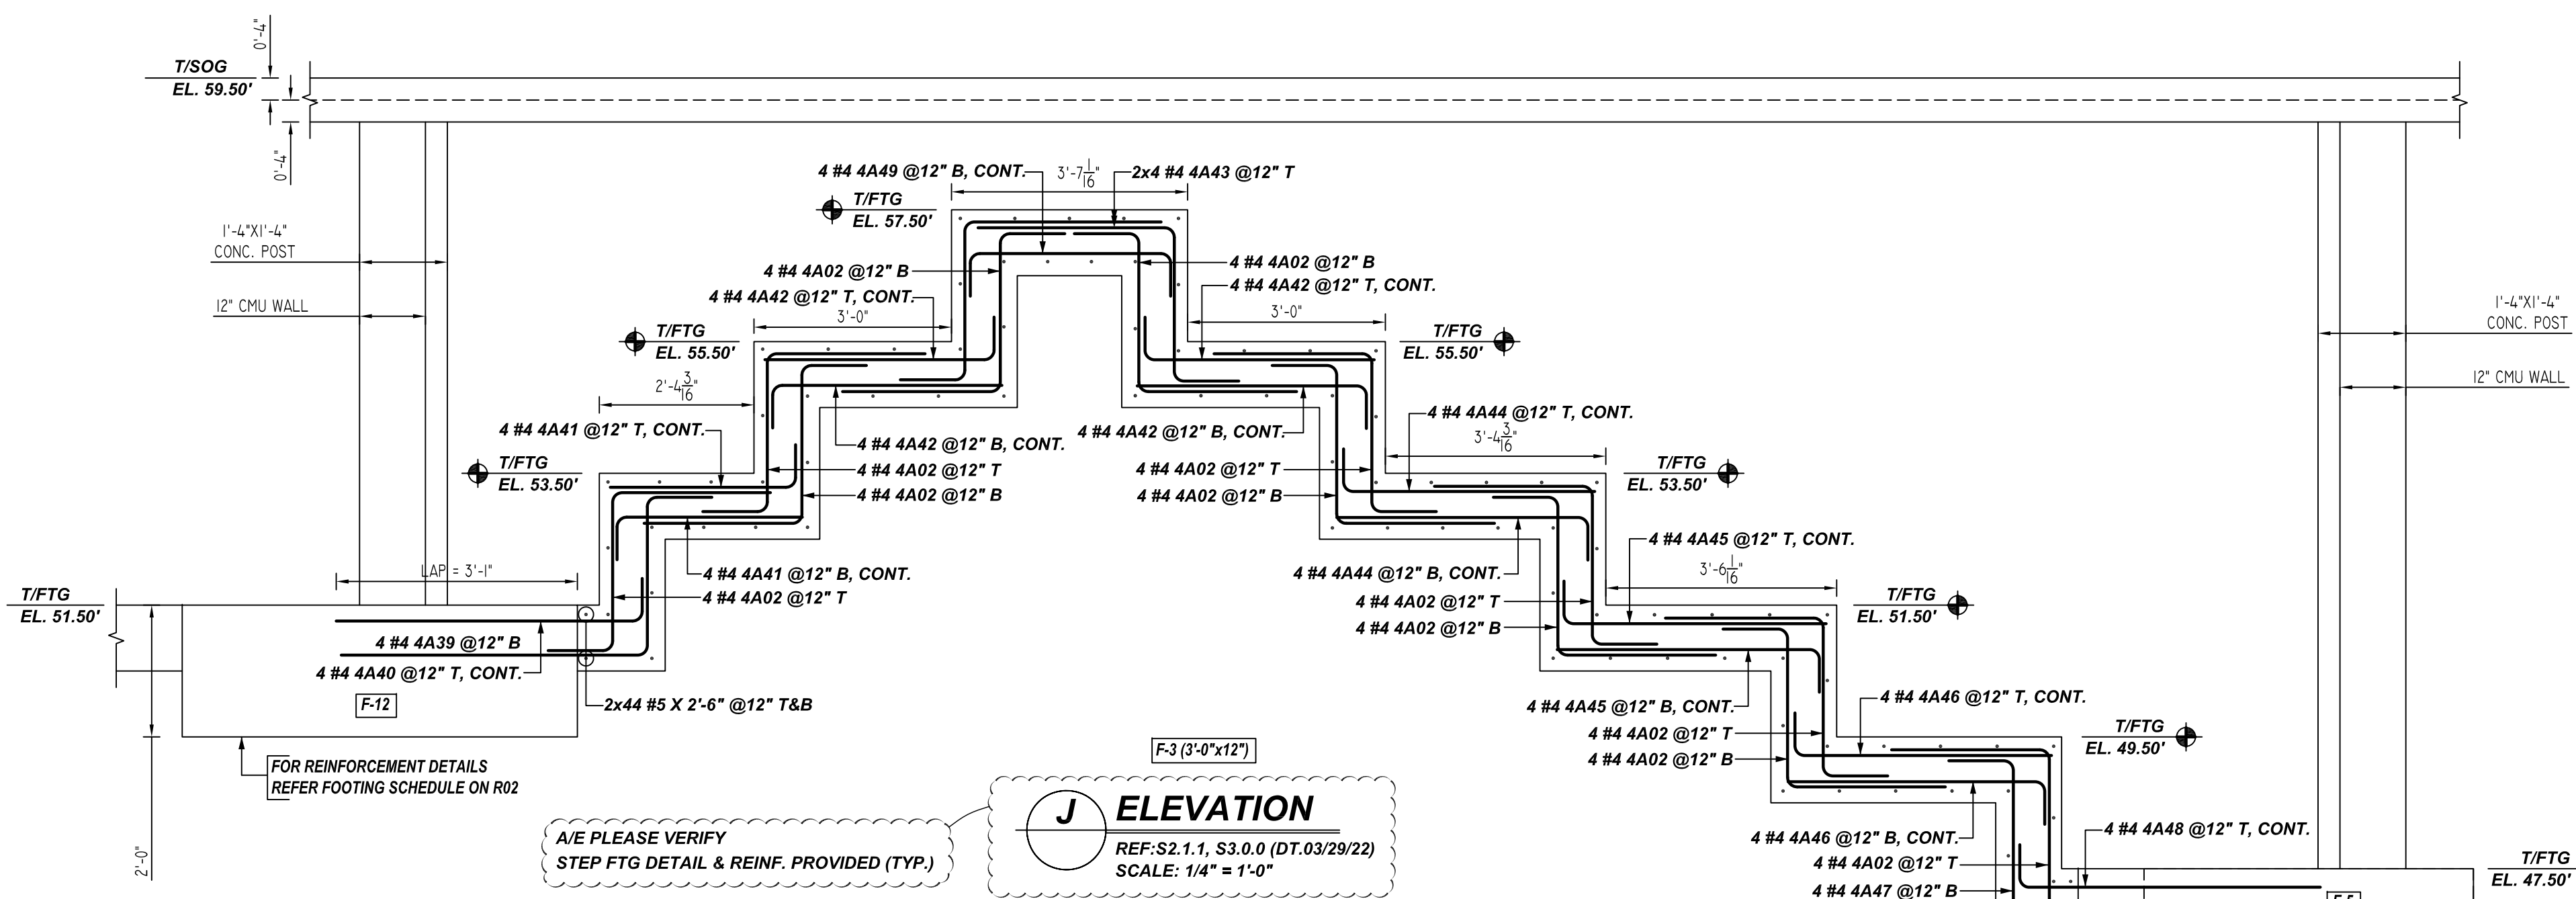 0'-4"
T/SOG
EL. 59.50'
0'-4"
4 #4 4A49 @12" B, CONT.
3'-7 1/16"
2x4 #4 4A43 @12" T
T/FTG
EL. 57.50'
1'-4"X1'-4"
CONC. POST
4 #4 4A02 @12" B
4 #4 4A02 @12" B
4 #4 4A42 @12" T, CONT.
4 #4 4A42 @12" T, CONT.
12" CMU WALL
3'-0"
3'-0"
1'-4"X1'-4"
CONC. POST
T/FTG
EL. 55.50'
T/FTG
EL. 55.50'
12" CMU WALL
2'-4 3/16"
4 #4 4A41 @12" T, CONT.
4 #4 4A42 @12" B, CONT.
4 #4 4A42 @12" B, CONT.
4 #4 4A44 @12" T, CONT.
3'-4 3/16"
T/FTG
EL. 53.50'
4 #4 4A02 @12" T
4 #4 4A02 @12" B
4 #4 4A02 @12" T
4 #4 4A02 @12" B
T/FTG
EL. 53.50'
4 #4 4A45 @12" T, CONT.
LAP = 3'-1"
4 #4 4A41 @12" B, CONT.
4 #4 4A02 @12" T
4 #4 4A44 @12" B, CONT.
4 #4 4A02 @12" T
4 #4 4A02 @12" B
3'-6 1/16"
T/FTG
EL. 51.50'
T/FTG
EL. 51.50'
4 #4 4A39 @12" B
4 #4 4A40 @12" T, CONT.
F-12
2x44 #5 X 2'-6" @12" T&B
4 #4 4A45 @12" B, CONT.
4 #4 4A02 @12" T
4 #4 4A02 @12" B
4 #4 4A46 @12" T, CONT.
T/FTG
EL. 49.50'
FOR REINFORCEMENT DETAILS
REFER FOOTING SCHEDULE ON R02
2'-0"
F-3 (3'-0"x12")
J
ELEVATION
REF:S2.1.1, S3.0.0 (DT.03/29/22)
SCALE: 1/4" = 1'-0"
A/E PLEASE VERIFY
STEP FTG DETAIL & REINF. PROVIDED (TYP.)
4 #4 4A46 @12" B, CONT.
4 #4 4A02 @12" T
4 #4 4A47 @12" B
4 #4 4A48 @12" T, CONT.
T/FTG
EL. 47.50'